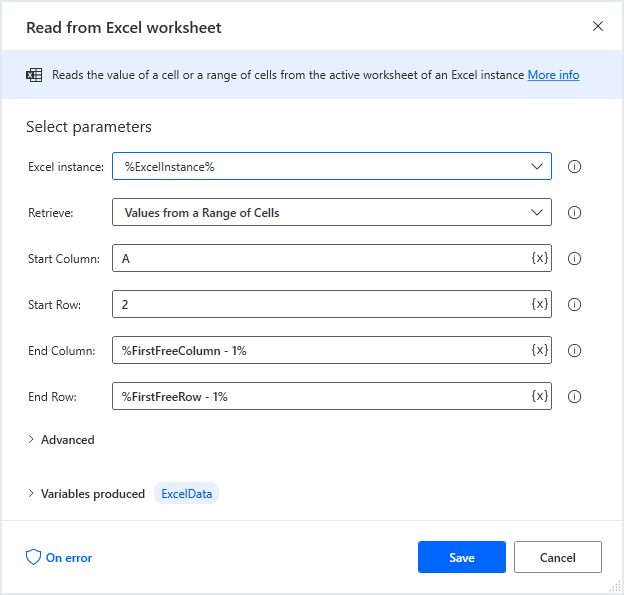 Read from Excel worksheet
Reads the value of a cell or a range of cells from the active worksheet of an Excel instance More info
Select parameters
Excel instance: %ExcelInstance%
Retrieve: Values from a Range of Cells
Start Column: A {x}
Start Row: 2 {x}
End Column: %FirstFreeColumn - 1% {x}
End Row: %FirstFreeRow - 1% {x}
Advanced
Variables produced ExcelData
On error Save Cancel